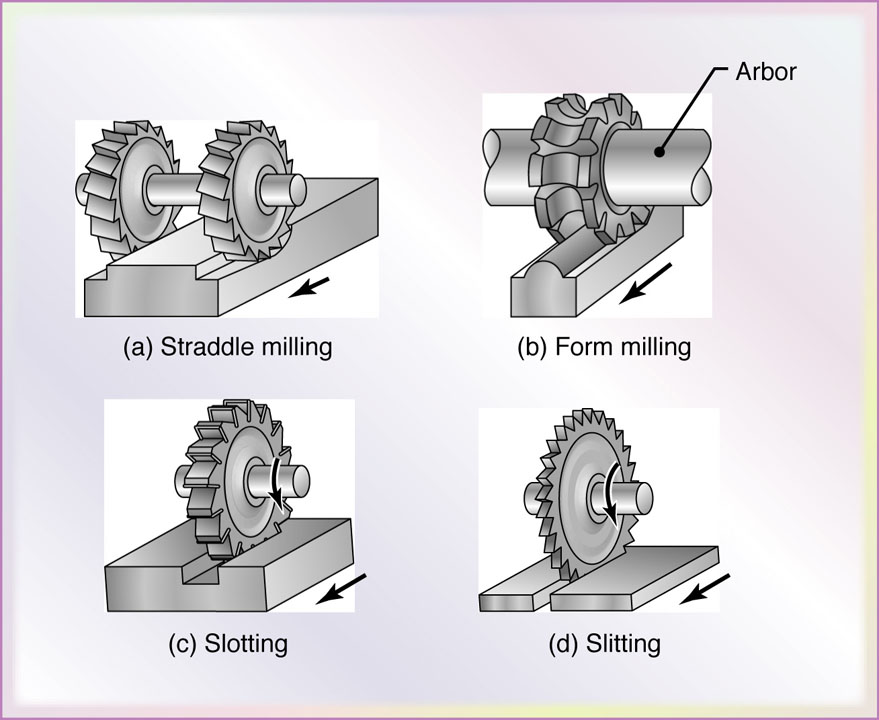 Arbor
(a) Straddle milling
(b) Form milling
(c) Slotting
(d) Slitting